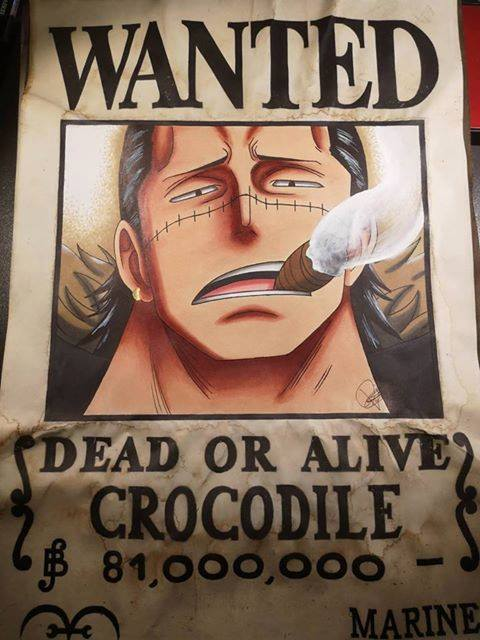 WANTED
DEAD OR ALIVE
CROCODILE
฿ 81,000,000 –
MARINE